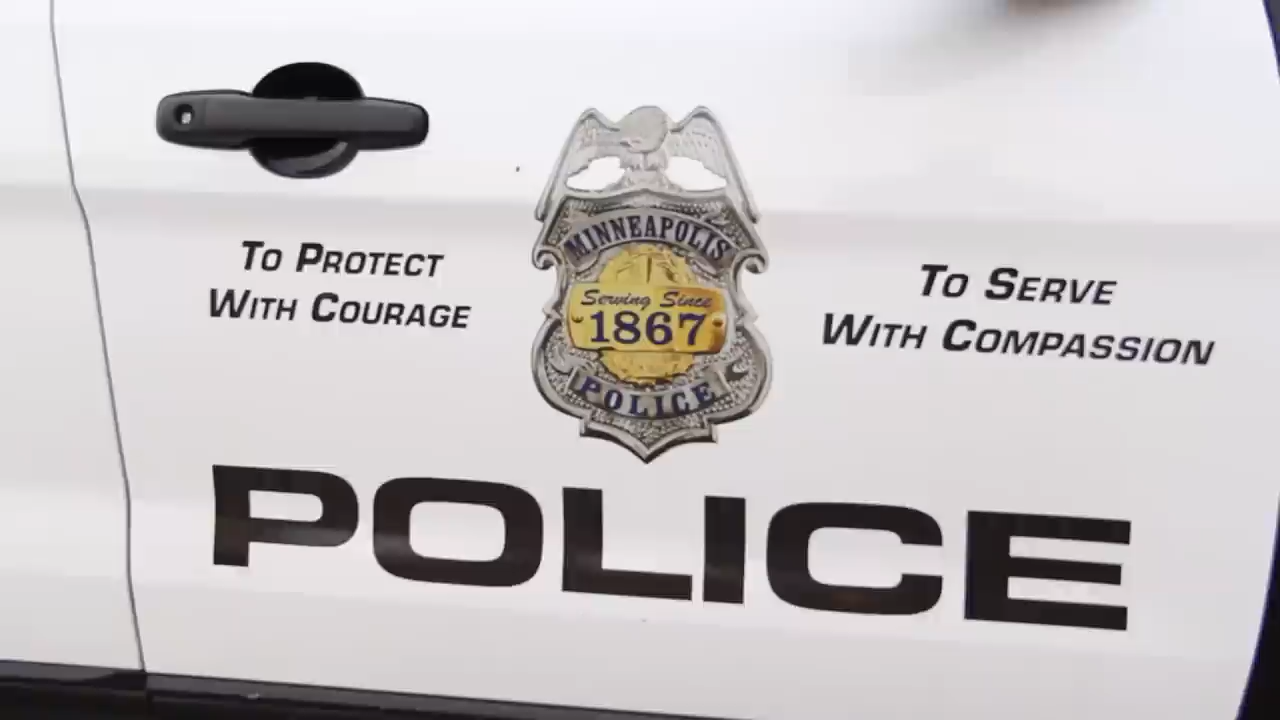 To Protect
With Courage
MINNEAPOLIS
Serving Since
1867
POLICE
To Serve
With Compassion
POLICE